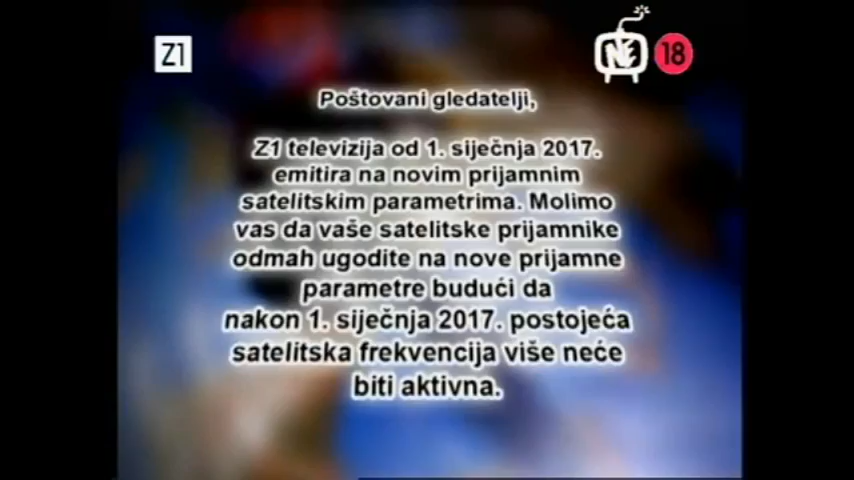 Z1
NE 18
Poštovani gledatelji,
Z1 televizija od 1. siječnja 2017.
emitira na novim prijamnim
satelitskim parametrima. Molimo
vas da vaše satelitske prijamnike
odmah ugodite na nove prijamne
parametre budući da
nakon 1. siječnja 2017. postojeća
satelitska frekvencija više neće
biti aktivna.